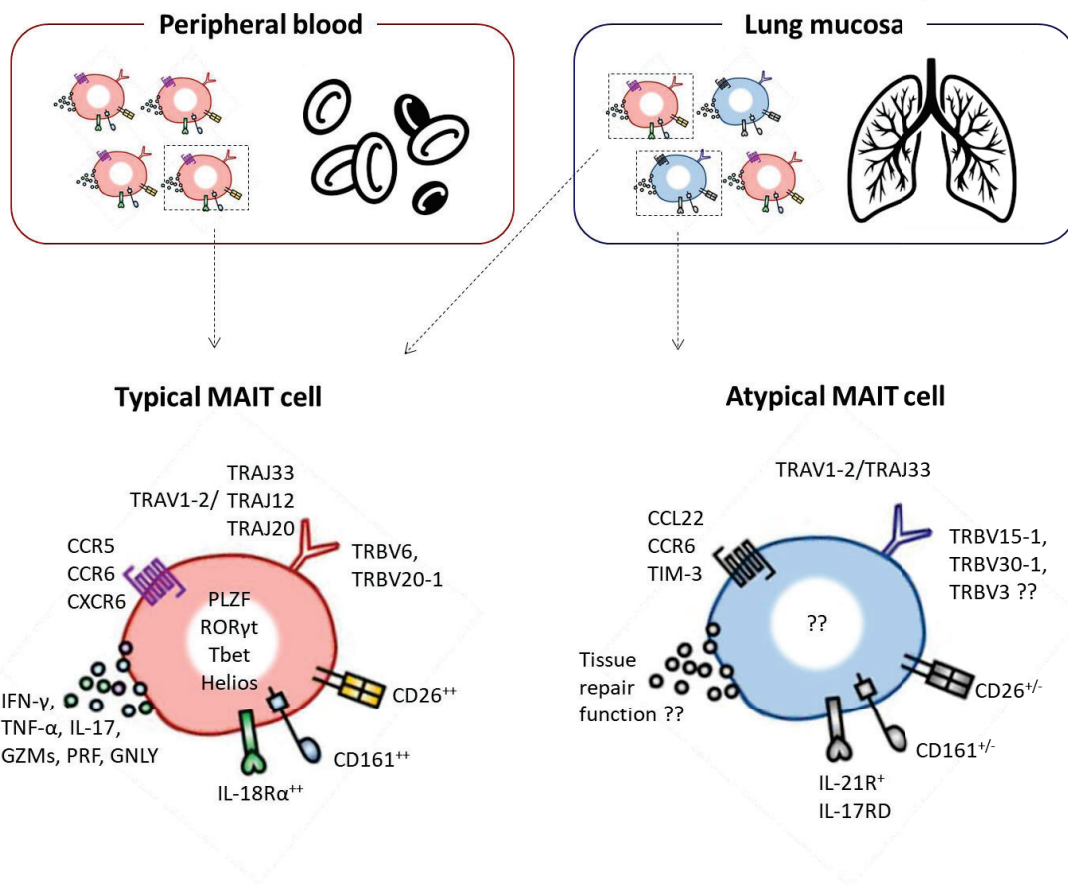 Peripheral blood
Lung mucosa
Typical MAIT cell
TRAV1-2/
TRAJ33
TRAJ12
TRAJ20
CCR5
CCR6
CXCR6
TRBV6,
TRBV20-1
PLZF
RORγt
Tbet
Helios
IFN-γ,
TNF-α, IL-17,
GZMs, PRF, GNLY
CD26++
CD161++
IL-18Rα++
Atypical MAIT cell
TRAV1-2/TRAJ33
CCL22
CCR6
TIM-3
TRBV15-1,
TRBV30-1,
TRBV3 ??
??
Tissue
repair
function ??
CD26+/-
CD161+/-
IL-21R+
IL-17RD